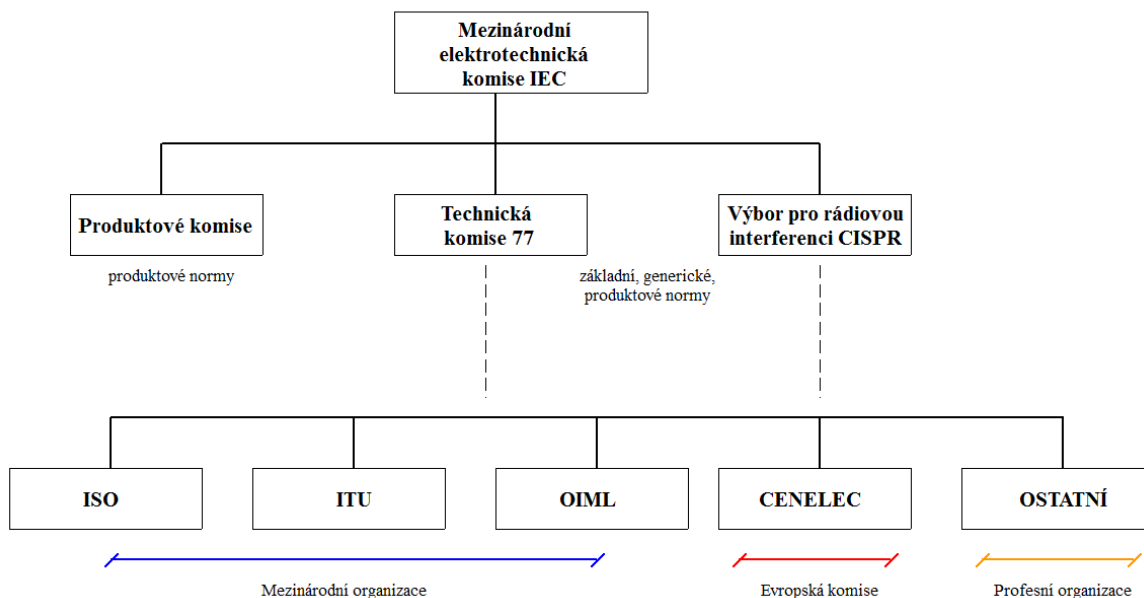 Mezinárodní
elektrotechnická
komise IEC
Produktové komise
Technická
komise 77
Výbor pro rádiovou
interferenci CISPR
produktové normy
základní, generické,
produktové normy
ISO
ITU
OIML
CENELEC
OSTATNÍ
Mezinárodní organizace
Evropská komise
Profesní organizace